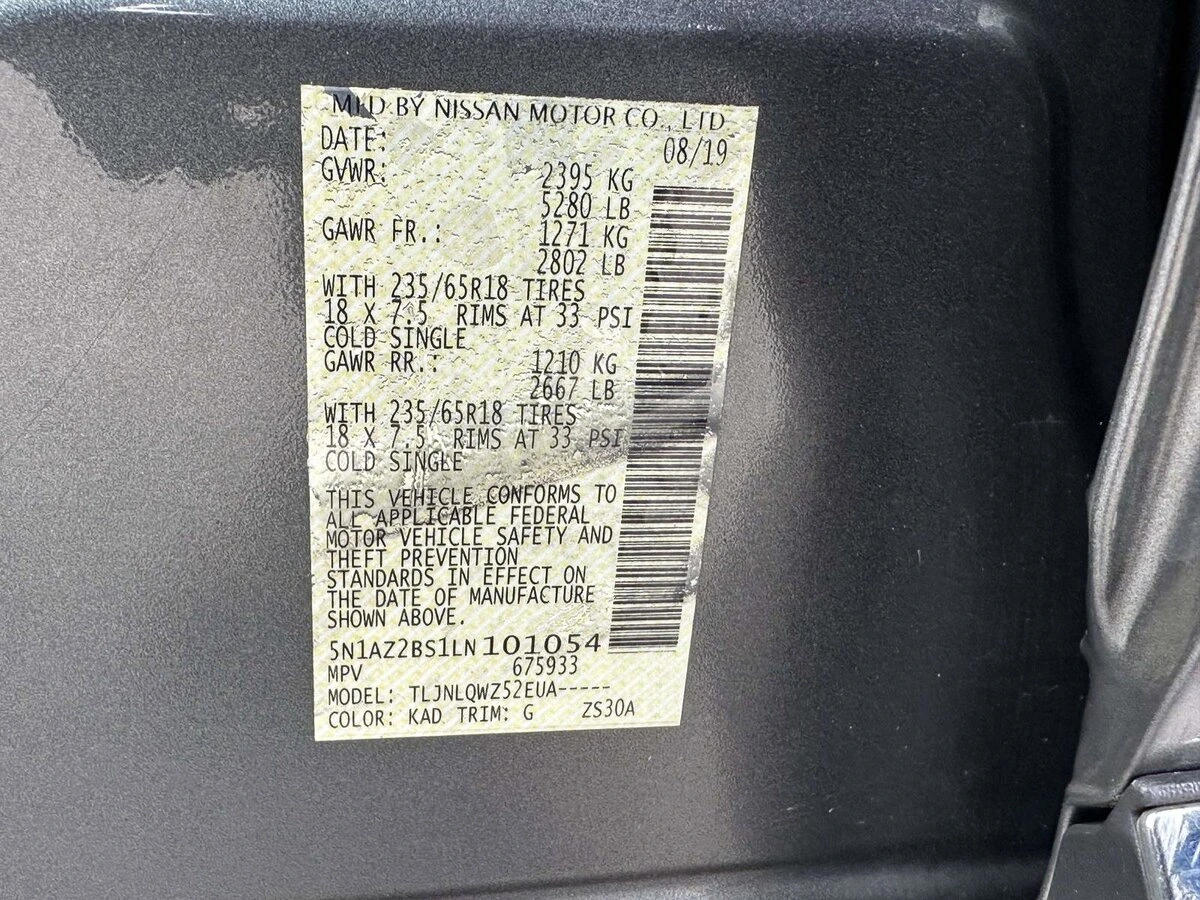 MFD BY NISSAN MOTOR CO., LTD
DATE: 08/19
GVWR: 2395 KG
5280 LB
GAWR FR.: 1271 KG
2802 LB
WITH 235/65R18 TIRES
18 X 7.5 RIMS AT 33 PSI
COLD SINGLE
GAWR RR.: 1210 KG
2667 LB
WITH 235/65R18 TIRES
18 X 7.5 RIMS AT 33 PSI
COLD SINGLE
THIS VEHICLE CONFORMS TO
ALL APPLICABLE FEDERAL
MOTOR VEHICLE SAFETY AND
THEFT PREVENTION
STANDARDS IN EFFECT ON
THE DATE OF MANUFACTURE
SHOWN ABOVE.
5N1AZ2BS1LN 101054
MPV 675933
MODEL: TLJNLQWZ52EUA-----
COLOR: KAD TRIM: G ZS30A